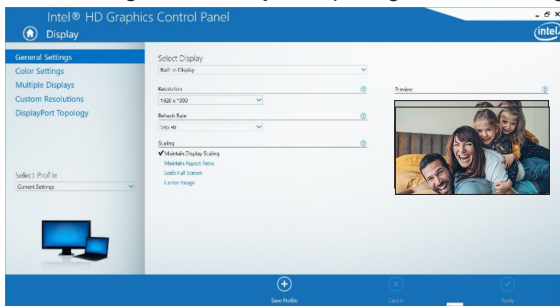 Intel® HD Graphics Control Panel
Display
intel
General Settings
Color Settings
Multiple Displays
Custom Resolutions
DisplayPort Topology
Select Profile
Current Settings
Select Display
Built-in Display
Resolution
1920 x 1080
Refresh Rate
Scaling
Maintain Display Scaling
Maintain Aspect Ratio
Scale Full Screen
Center Image
Preview
Save Profile
Cancel
Apply